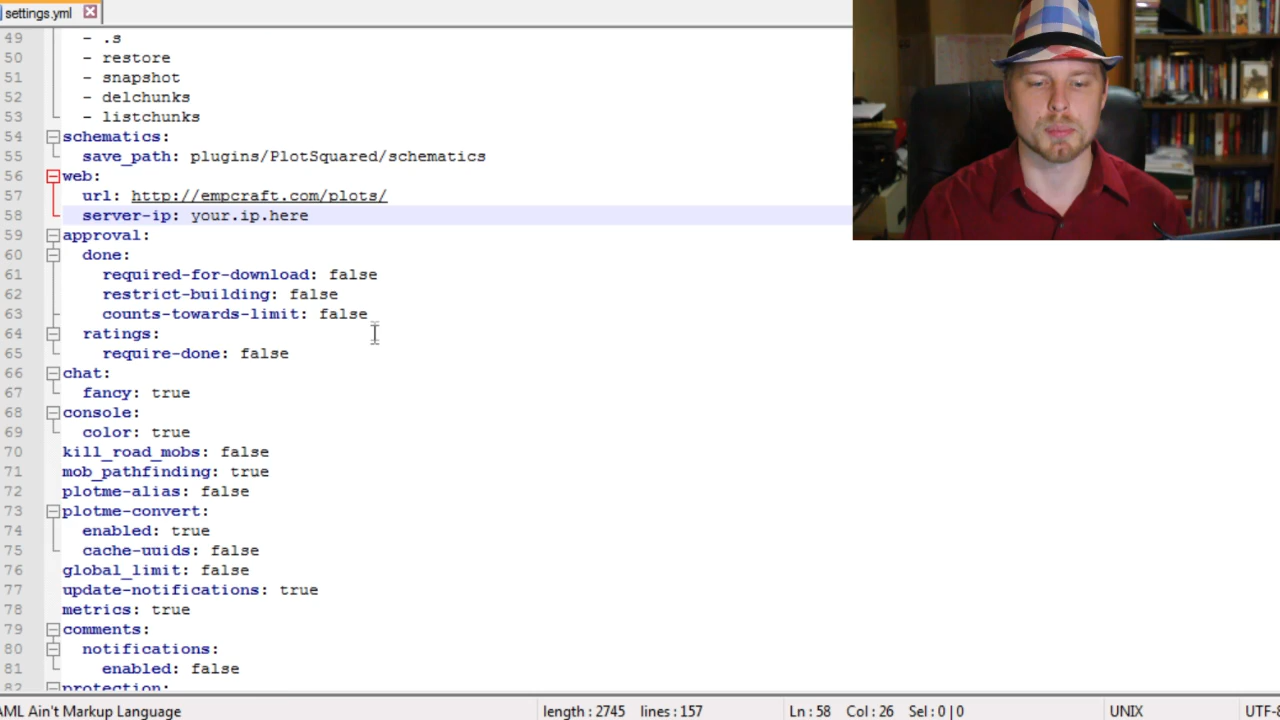 settings.yml
49 - .s
50 - restore
51 - snapshot
52 - delchunks
53 - listchunks
54 schematics:
55 save_path: plugins/PlotSquared/schematics
56 web:
57 url: http://empcraft.com/plots/
58 server-ip: your.ip.here
59 approval:
60 done:
61 required-for-download: false
62 restrict-building: false
63 counts-towards-limit: false
64 ratings:
65 require-done: false
66 chat:
67 fancy: true
68 console:
69 color: true
70 kill_road_mobs: false
71 mob_pathfinding: true
72 plotme-alias: false
73 plotme-convert:
74 enabled: true
75 cache-uuids: false
76 global_limit: false
77 update-notifications: true
78 metrics: true
79 comments:
80 notifications:
81 enabled: false
82 protection:
AML Ain't Markup Language length : 2745 lines : 157 Ln : 58 Col : 26 Sel : 0 | 0 UNIX UTF-8